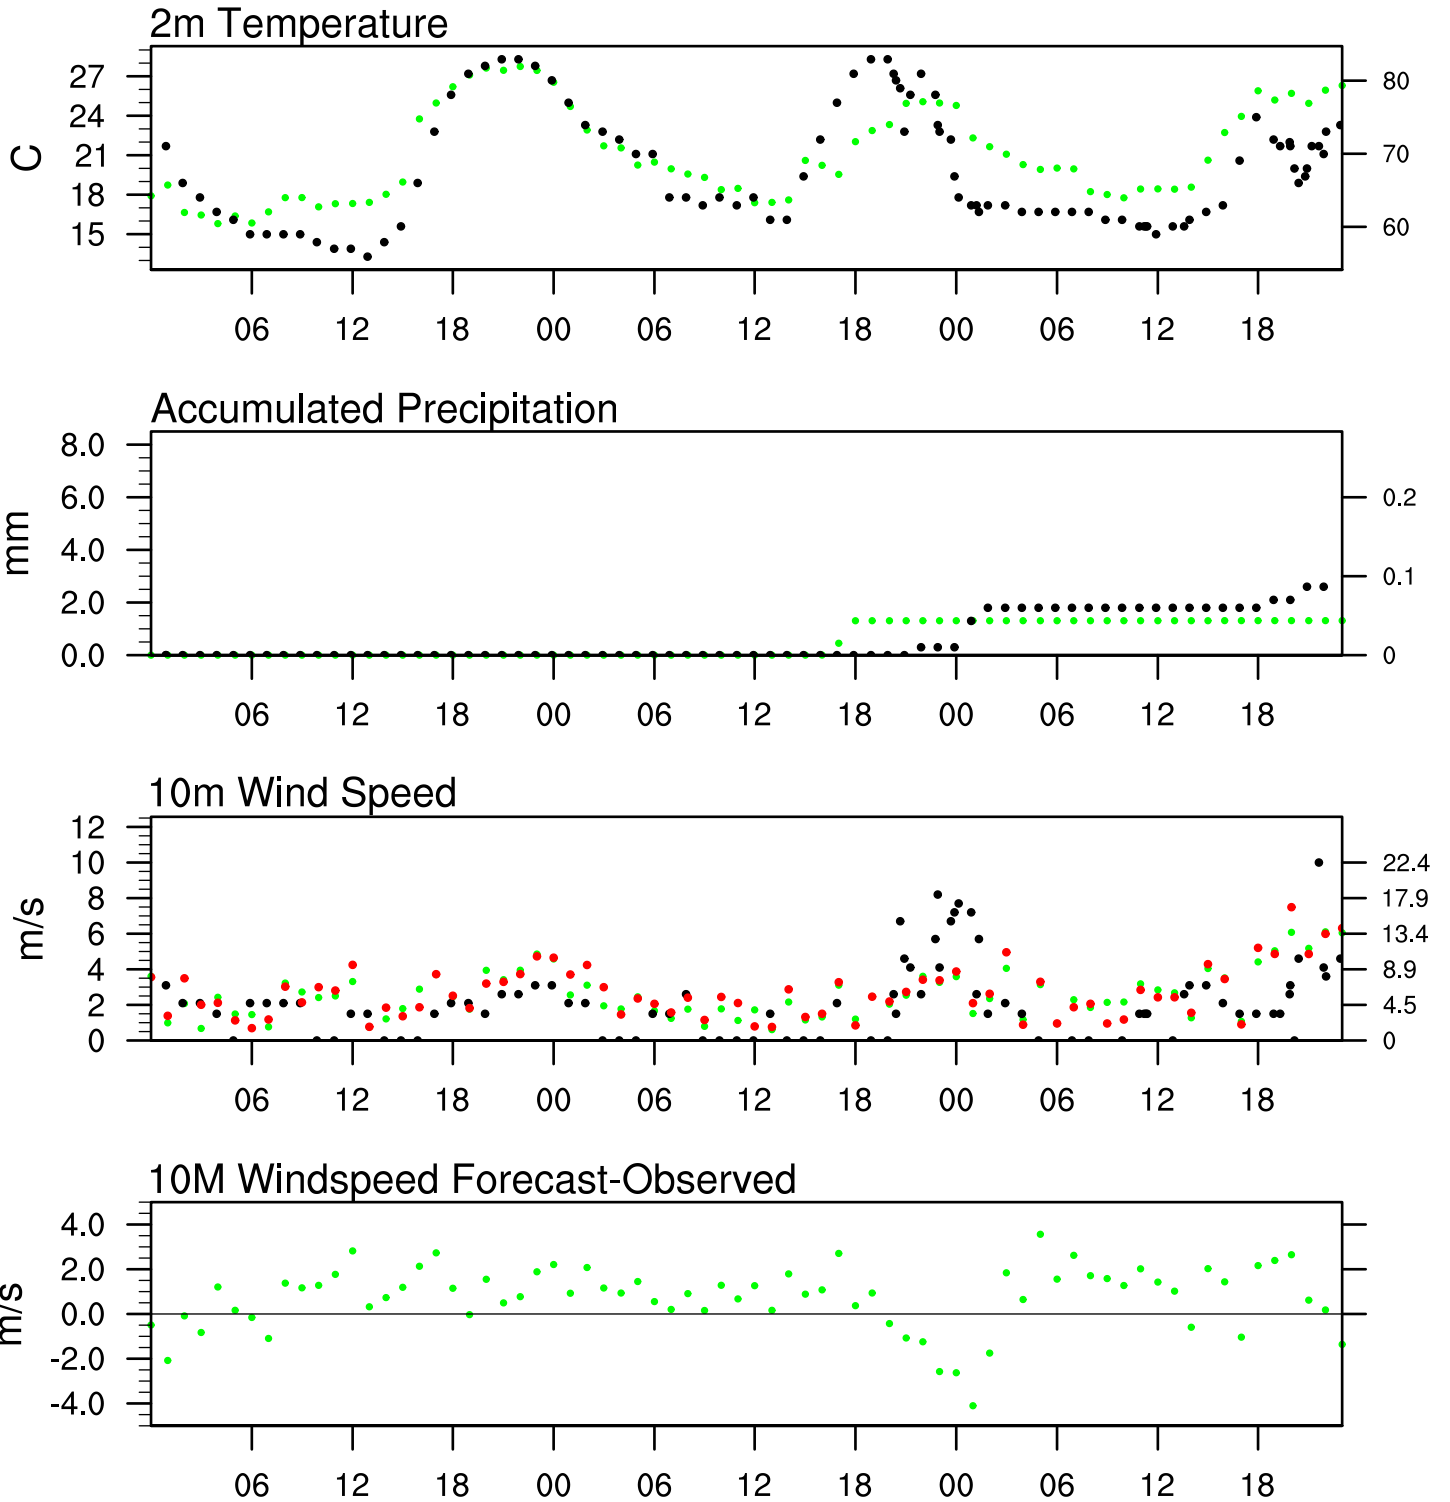 2m Temperature
C
27
24
21
18
15
80
70
60
06 12 18 00 06 12 18 00 06 12 18
Accumulated Precipitation
mm
8.0
6.0
4.0
2.0
0.0
0.2
0.1
0
06 12 18 00 06 12 18 00 06 12 18
10m Wind Speed
m/s
12
10
8
6
4
2
0
22.4
17.9
13.4
8.9
4.5
0
06 12 18 00 06 12 18 00 06 12 18
10M Windspeed Forecast-Observed
m/s
4.0
2.0
0.0
-2.0
-4.0
06 12 18 00 06 12 18 00 06 12 18